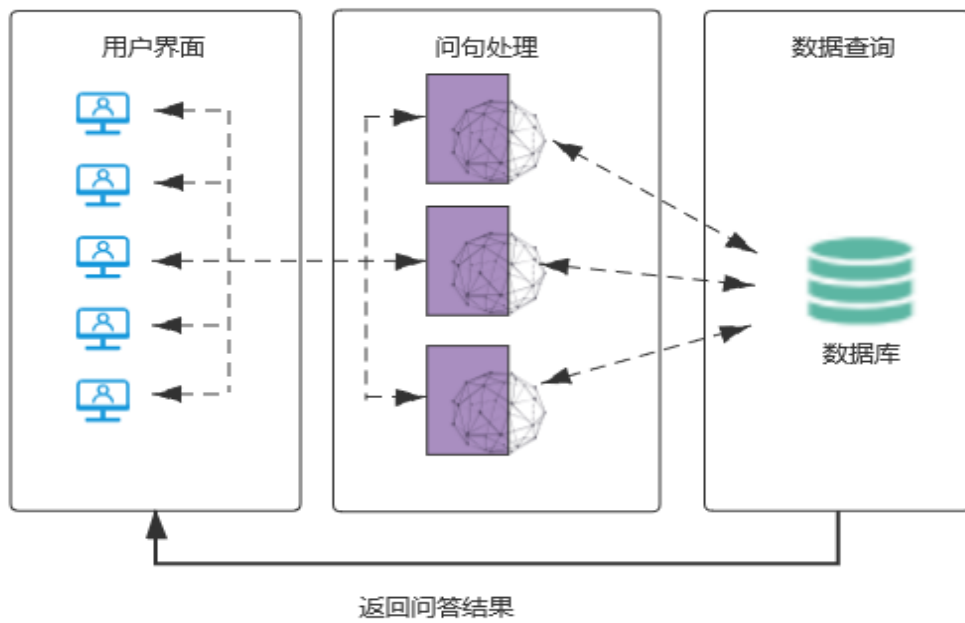 用户界面
问句处理
数据查询
数据库
返回问答结果